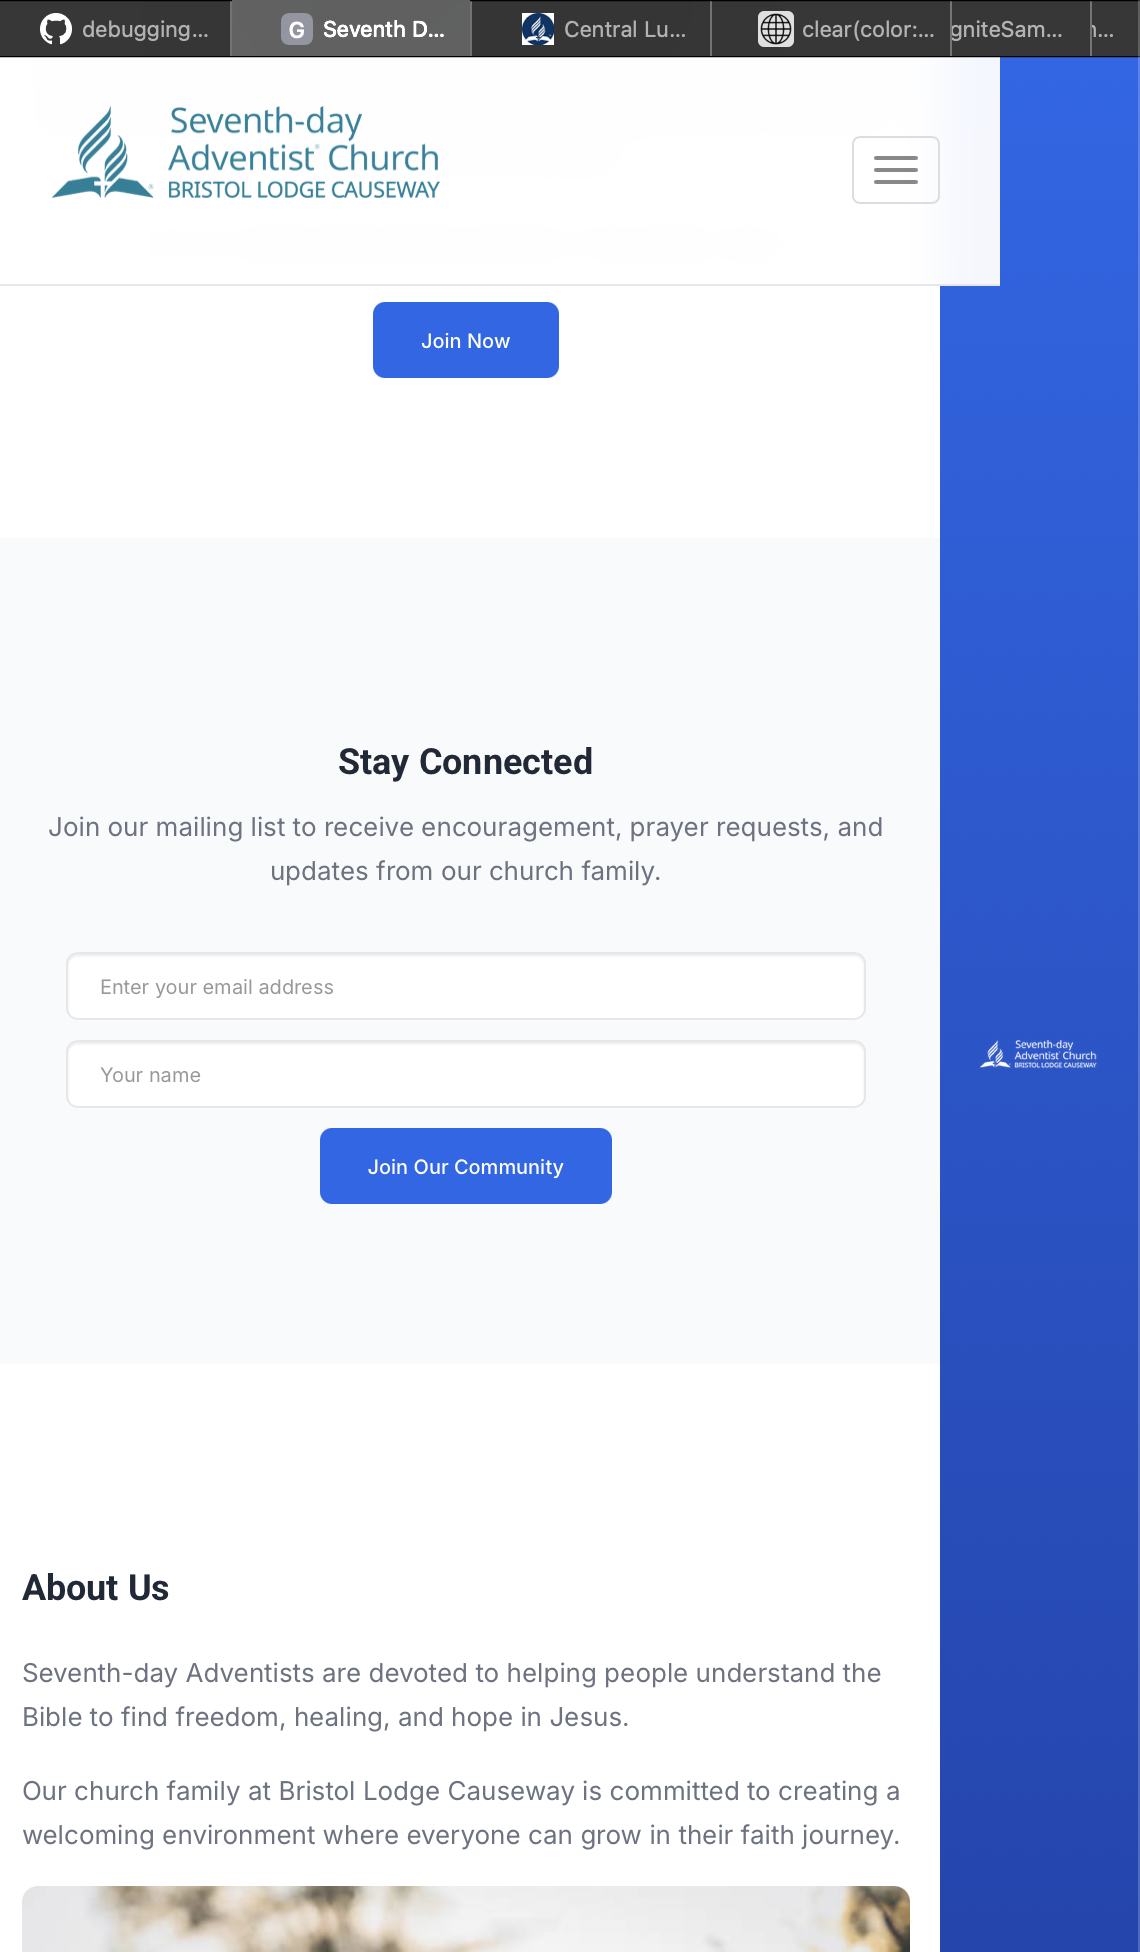 debugging...
Seventh D...
Central Lu...
clear(color:...
gniteSam...
Seventh-day
Adventist Church
BRISTOL LODGE CAUSEWAY
Join Now
Stay Connected
Join our mailing list to receive encouragement, prayer requests, and
updates from our church family.
Enter your email address
Your name
Join Our Community
Seventh-day
Adventist Church
BRISTOL LODGE CAUSEWAY
About Us
Seventh-day Adventists are devoted to helping people understand the
Bible to find freedom, healing, and hope in Jesus.
Our church family at Bristol Lodge Causeway is committed to creating a
welcoming environment where everyone can grow in their faith journey.